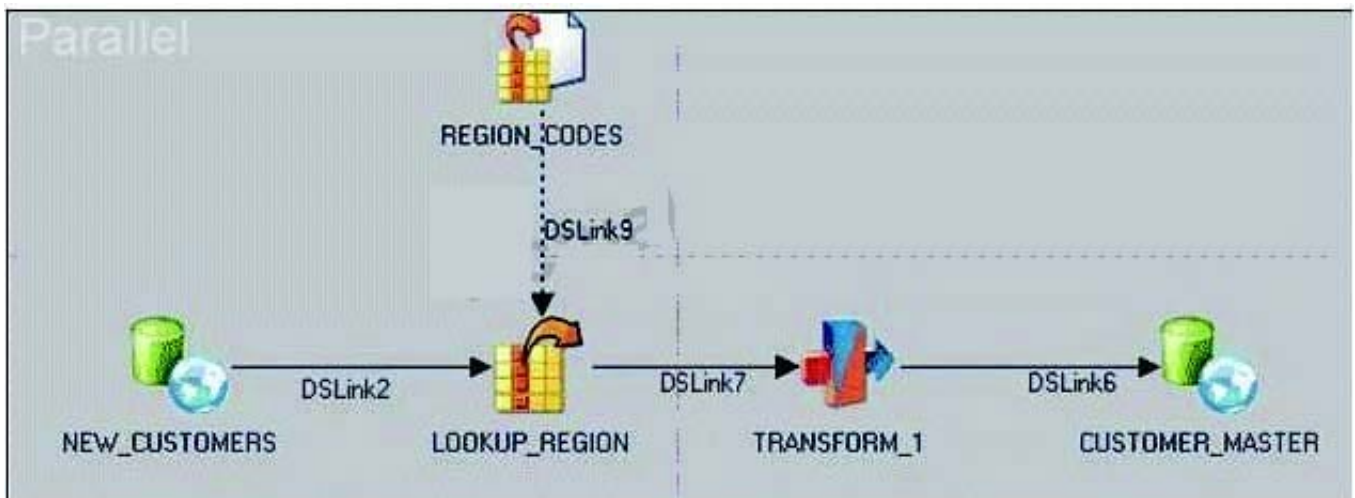 Parallel
REGION_CODES
DSLink9
DSLink2
DSLink7
DSLink6
NEW_CUSTOMERS
LOOKUP_REGION
TRANSFORM_1
CUSTOMER_MASTER